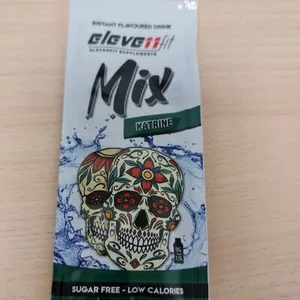 INSTANT FLAVOURED DRINK
eleve11fit
ELEVENFIT SUPPLEMENTS
Mix
KATRINE
SUGAR FREE - LOW CALORIES